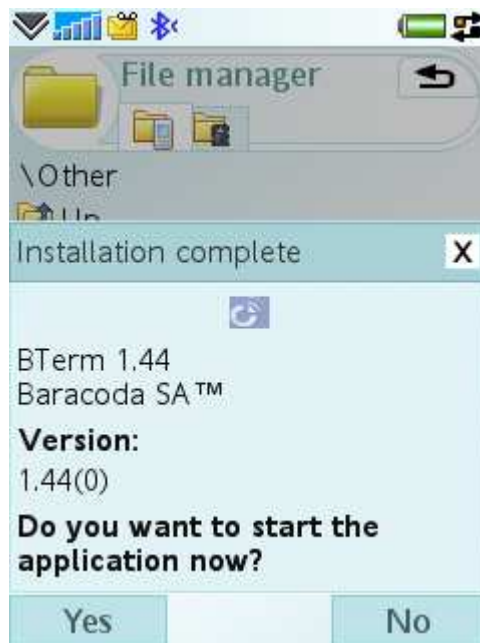 File manager
\Other
Up
Installation complete
X
BTerm 1.44
Baracoda SA™
Version:
1.44(0)
Do you want to start the
application now?
Yes
No